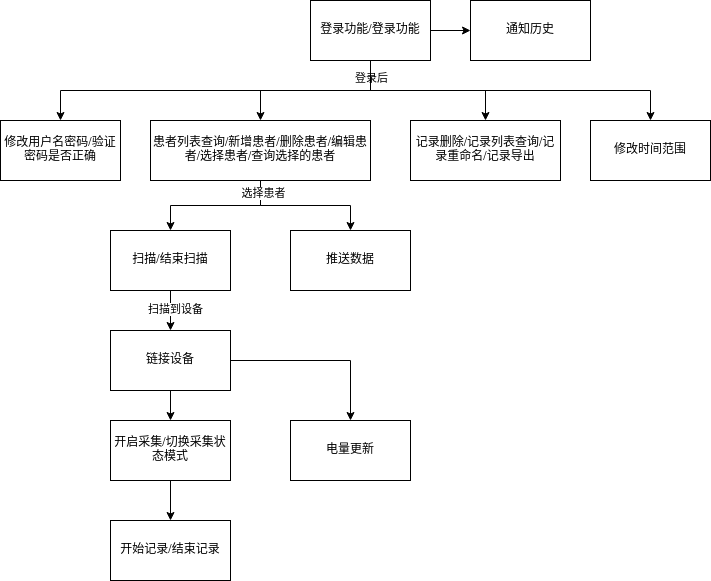 登录功能/登录功能
通知历史
登录后
修改用户名密码/验证
密码是否正确
患者列表查询/新增患者/删除患者/编辑患
者/选择患者/查询选择的患者
记录删除/记录列表查询/记
录重命名/记录导出
修改时间范围
选择患者
扫描/结束扫描
推送数据
扫描到设备
链接设备
开启采集/切换采集状
态模式
电量更新
开始记录/结束记录